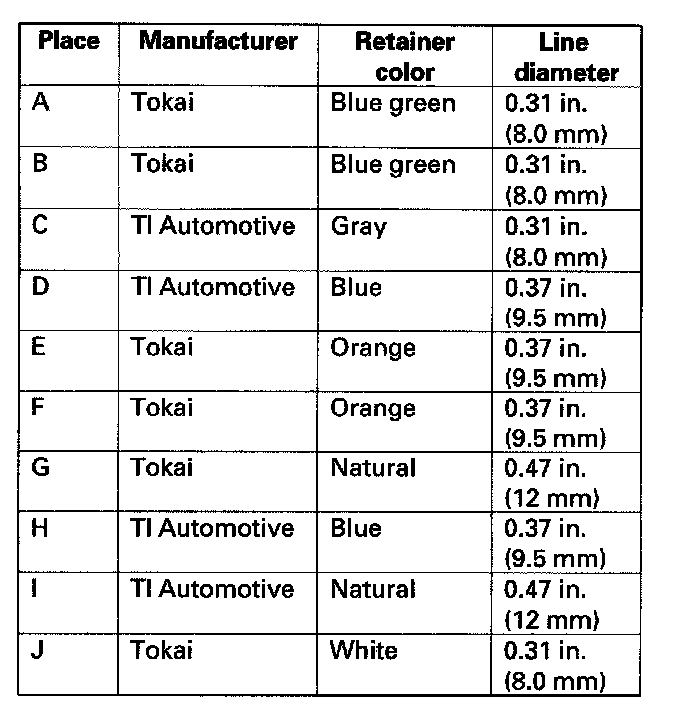 Place Manufacturer Retainer color Line diameter
A Tokai Blue green 0.31 in. (8.0 mm)
B Tokai Blue green 0.31 in. (8.0 mm)
C TI Automotive Gray 0.31 in. (8.0 mm)
D TI Automotive Blue 0.37 in. (9.5 mm)
E Tokai Orange 0.37 in. (9.5 mm)
F Tokai Orange 0.37 in. (9.5 mm)
G Tokai Natural 0.47 in. (12 mm)
H TI Automotive Blue 0.37 in. (9.5 mm)
I TI Automotive Natural 0.47 in. (12 mm)
J Tokai White 0.31 in. (8.0 mm)